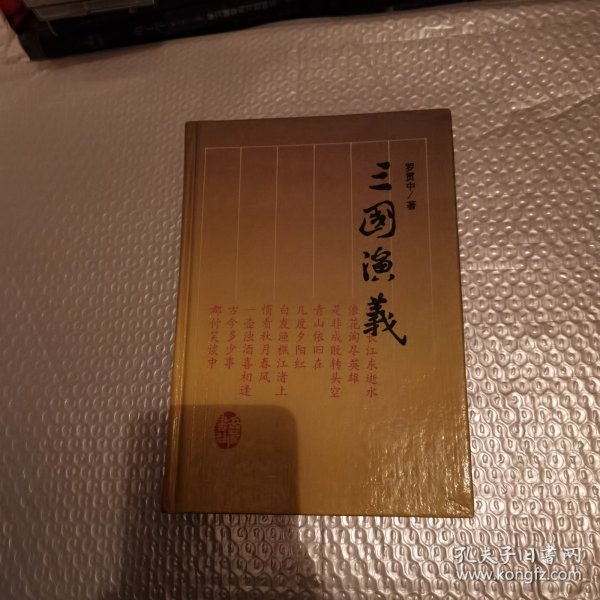 罗贯中/著
三國演義
长江东逝水
浪花淘尽英雄
是非成败转头空
青山依旧在
几度夕阳红
白发渔樵江渚上
惯看秋月春风
一壶浊酒喜相逢
古今多少事
都付笑谈中
孔夫子旧书网
www.kongfz.com